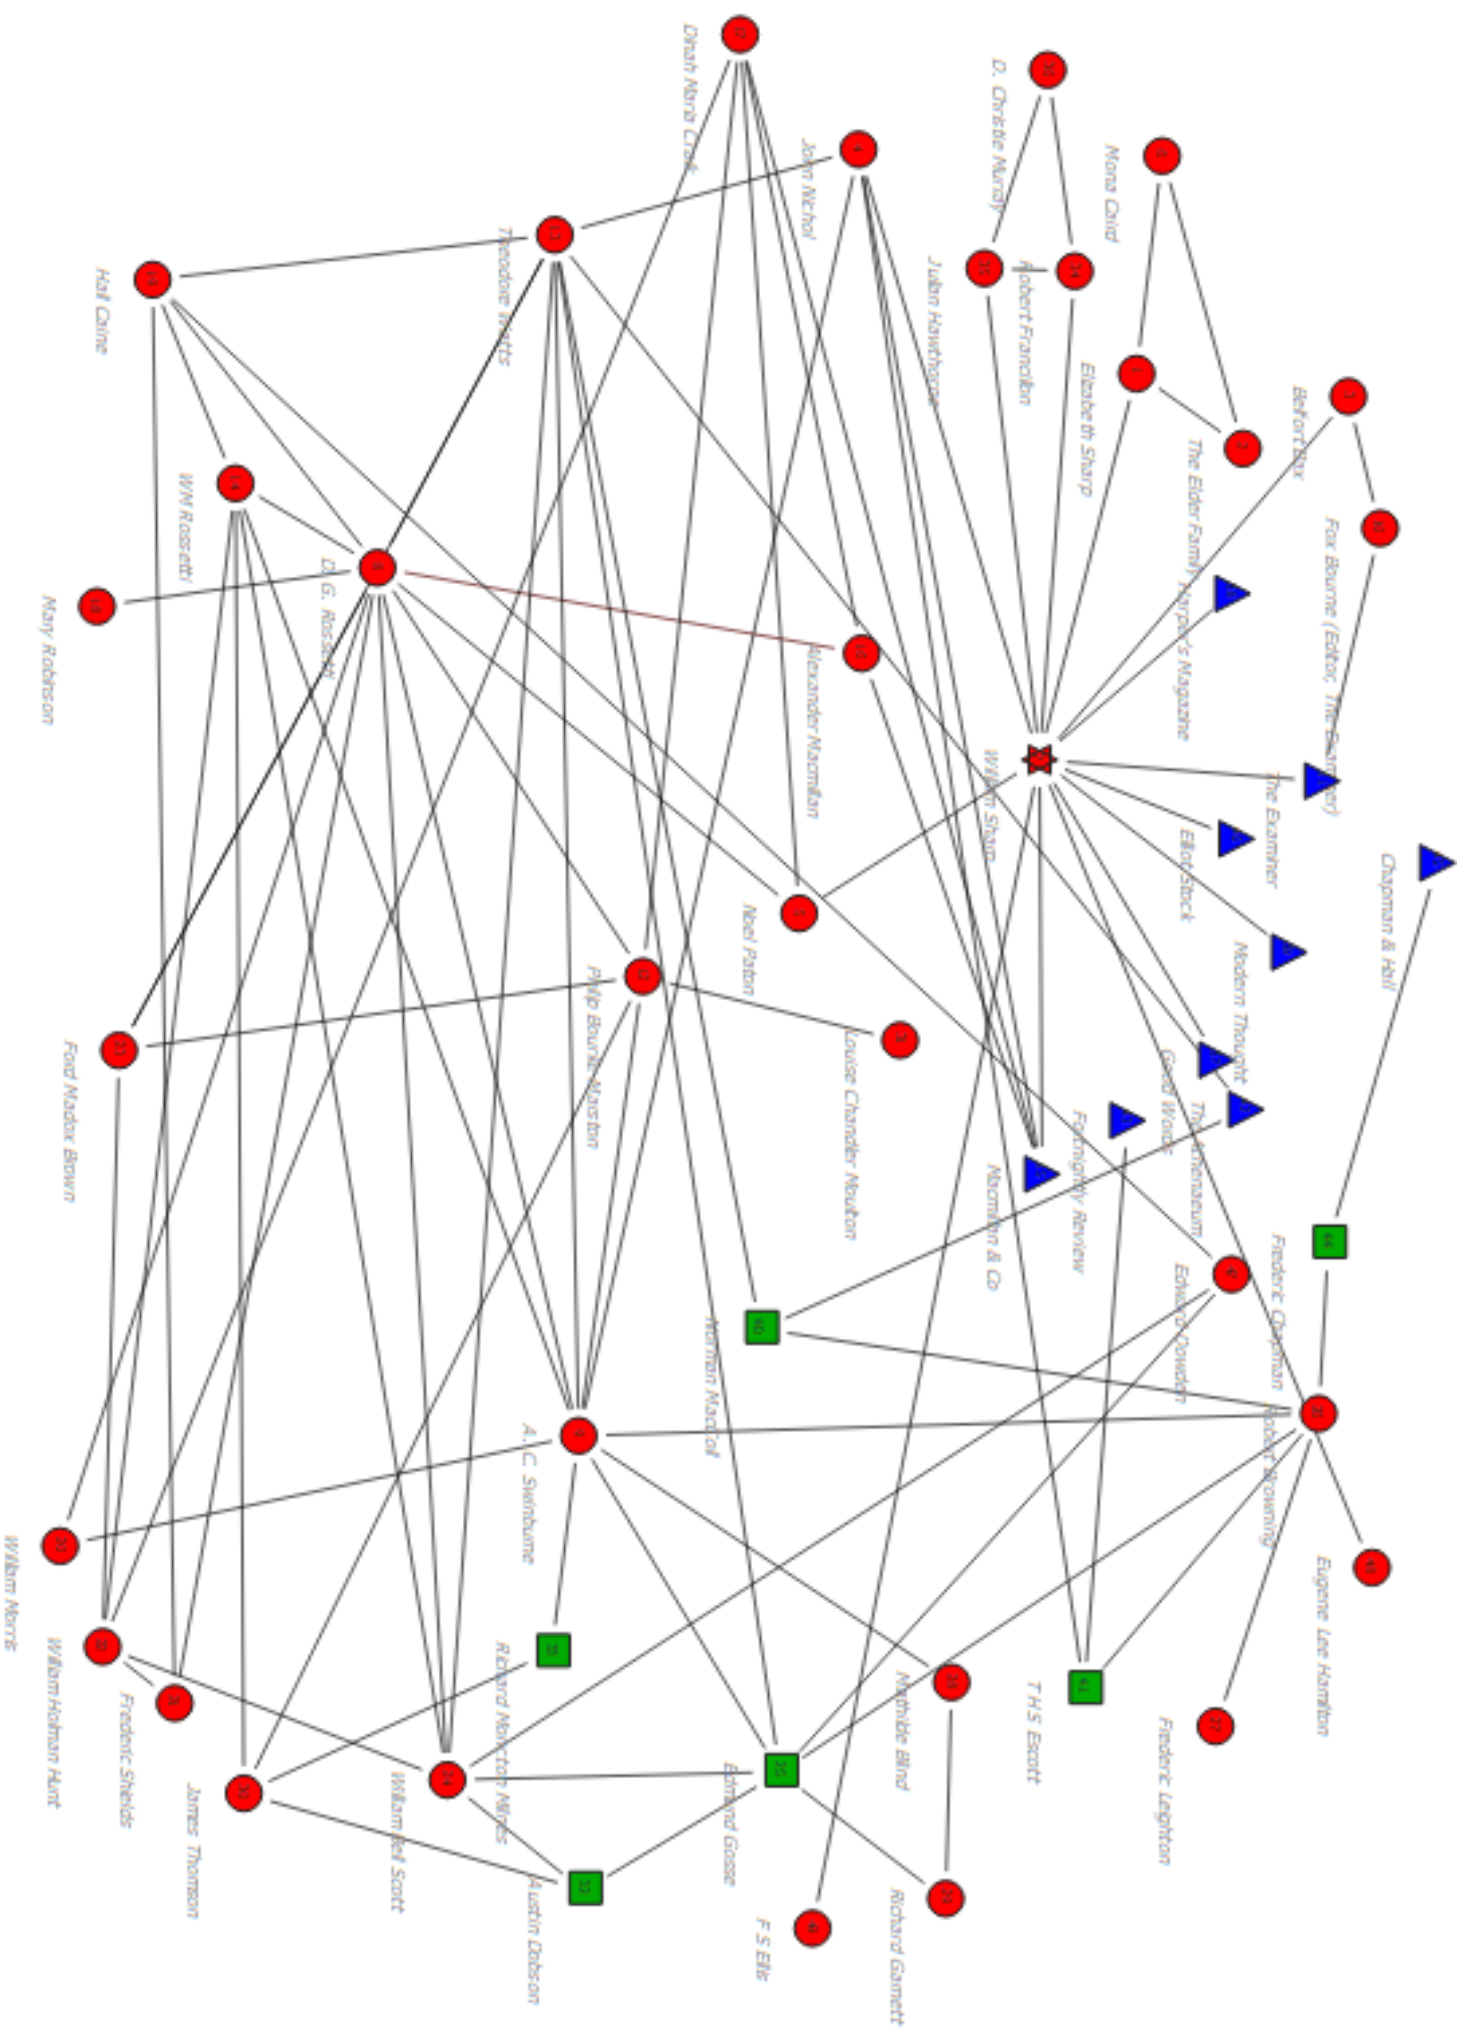 Dinah Maria Craik
D. Christie Murray
John Nichol
Mona Caird
Theodore Watts
Julian Hawthorne
Robert Francillon
Hall Caine
Elizabeth Sharp
Belfort Bax
The Elder Family
WM Rossetti
Fox Bourne (Editor, The Examiner)
D. G. Rossetti
Harper's Magazine
Mary Robinson
Alexander Macmillan
William Sharp
The Examiner
Elliot Stock
Chapman & Hall
Noel Paton
Modern Thought
Philip Bourke Marston
Louise Chandler Moulton
Ford Madox Brown
Good Words
The Athenaeum
Fortnightly Review
Macmillan & Co
Frederic Chapman
Edward Dowden
Norman MacColl
Robert Browning
A. C. Swinburne
William Morris
Eugene Lee Hamilton
William Holman Hunt
Richard Monckton Milnes
Mathilde Blind
T H S Escott
Frederic Shields
Frederic Leighton
James Thomson
William Bell Scott
Edmund Gosse
Austin Dobson
F S Ellis
Richard Garnett